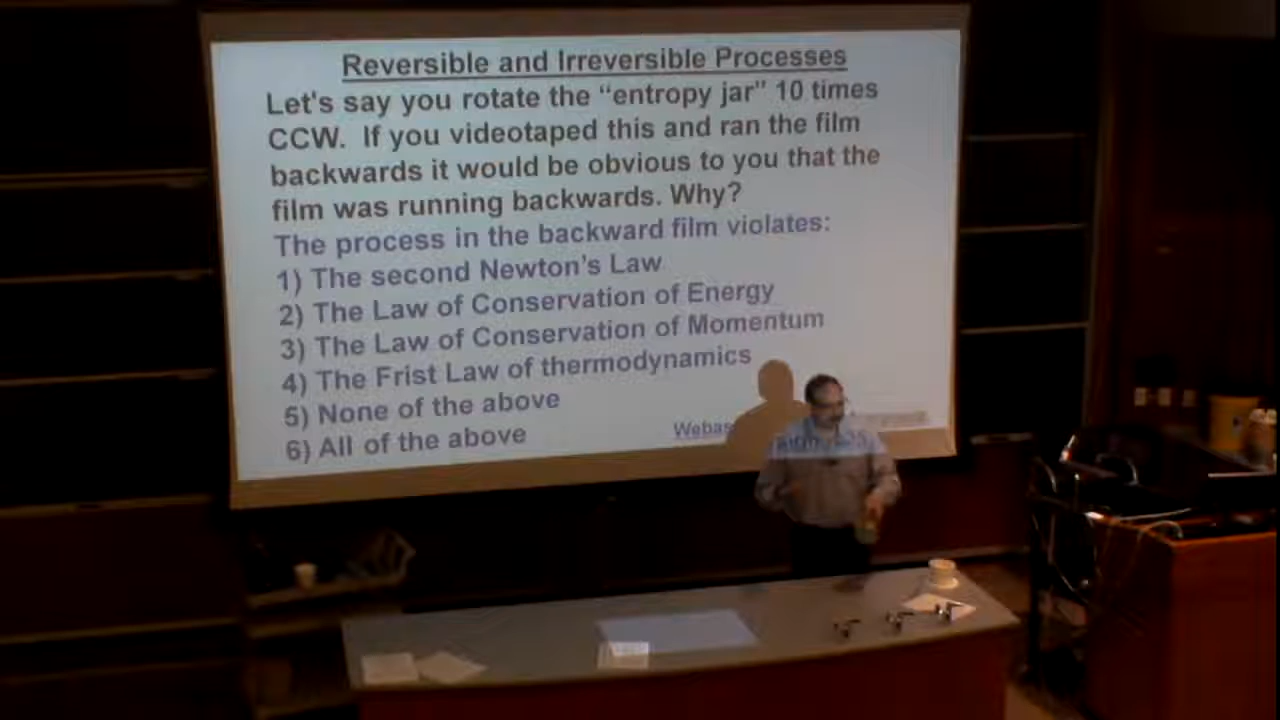 Reversible and Irreversible Processes
Let's say you rotate the “entropy jar” 10 times
CCW. If you videotaped this and ran the film
backwards it would be obvious to you that the
film was running backwards. Why?
The process in the backward film violates:
1) The second Newton’s Law
2) The Law of Conservation of Energy
3) The Law of Conservation of Momentum
4) The Frist Law of thermodynamics
5) None of the above
6) All of the above